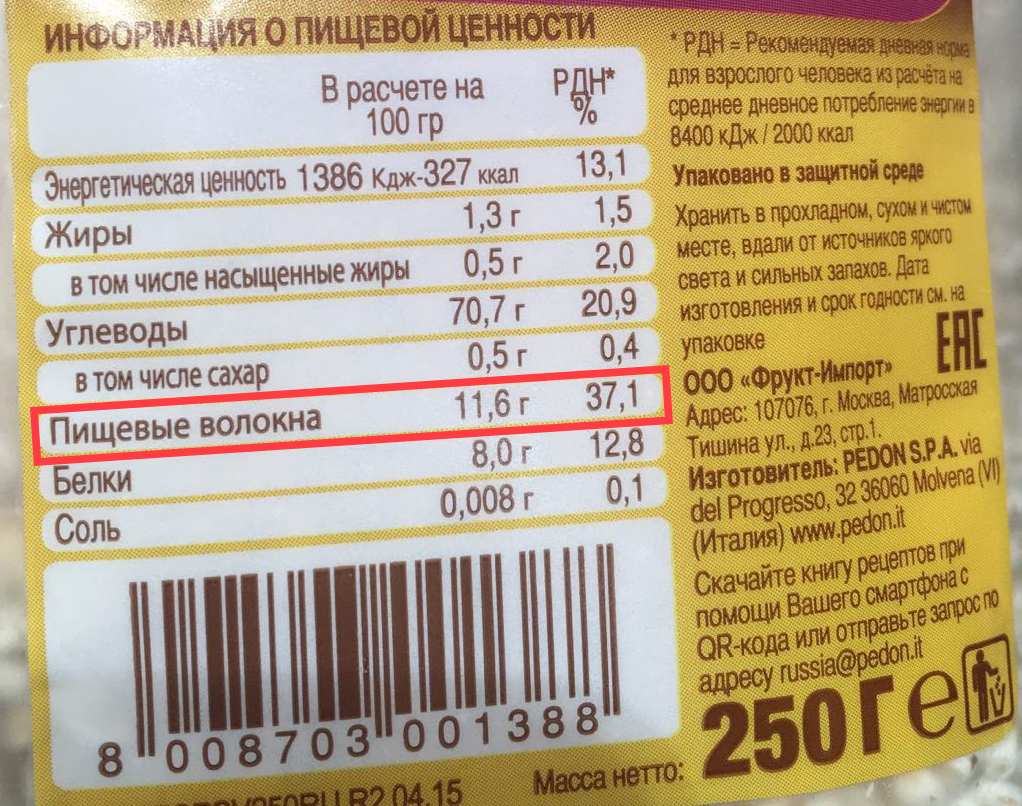 ИНФОРМАЦИЯ О ПИЩЕВОЙ ЦЕННОСТИ
В расчете на РДН*
100 гр %
Энергетическая ценность 1386 Кдж-327 ккал 13,1
Жиры 1,3 г 1,5
в том числе насыщенные жиры 0,5 г 2,0
Углеводы 70,7 г 20,9
в том числе сахар 0,5 г 0,4
Пищевые волокна 11,6 г 37,1
Белки 8,0 г 12,8
Соль 0,008 г 0,1
8 008703 001388
R2 04.15
* РДН = Рекомендуемая дневная норма
для взрослого человека из расчёта на
среднее дневное потребление энергии в
8400 кДж / 2000 ккал
Упаковано в защитной среде
Хранить в прохладном, сухом и чистом
месте, вдали от источников яркого
света и сильных запахов. Дата
изготовления и срок годности см. на
упаковке
EAC
ООО «Фрукт-Импорт»
Адрес: 107076, г. Москва, Матросская
Тишина ул., д.23, стр.1.
Изготовитель: PEDON S.P.A. via
del Progresso, 32 36060 Molvena (VI)
(Италия) www.pedon.it
Скачайте книгу рецептов при
помощи Вашего смартфона с
QR-кода или отправьте запрос по
адресу russia@pedon.it
Масса нетто: 250 г e